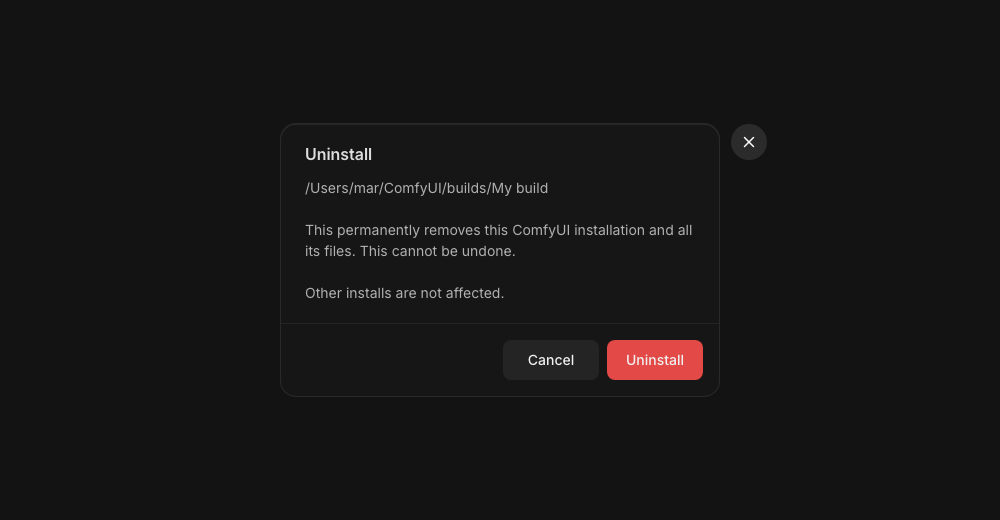 Uninstall
/Users/mar/ComfyUI/builds/My build
This permanently removes this ComfyUI installation and all
its files. This cannot be undone.
Other installs are not affected.
Cancel
Uninstall